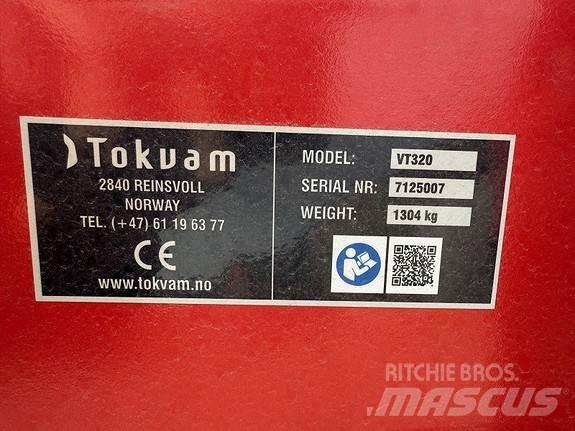 Tokvam
2840 REINSVOLL
NORWAY
TEL. (+47) 61 19 63 77
CE
www.tokvam.no
MODEL: VT320
SERIAL NR: 7125007
WEIGHT: 1304 kg
RITCHIE BROS.
MASCUS